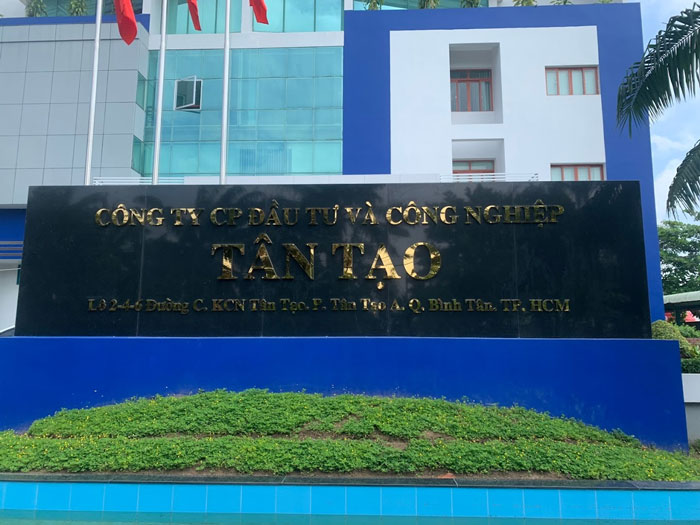 CÔNG TY CP ĐẦU TƯ VÀ CÔNG NGHIỆP
TÂN TẠO
Lô 2-4-6 Đường C, KCN Tân Tạo, P. Tân Tạo A, Q. Bình Tân, TP. HCM